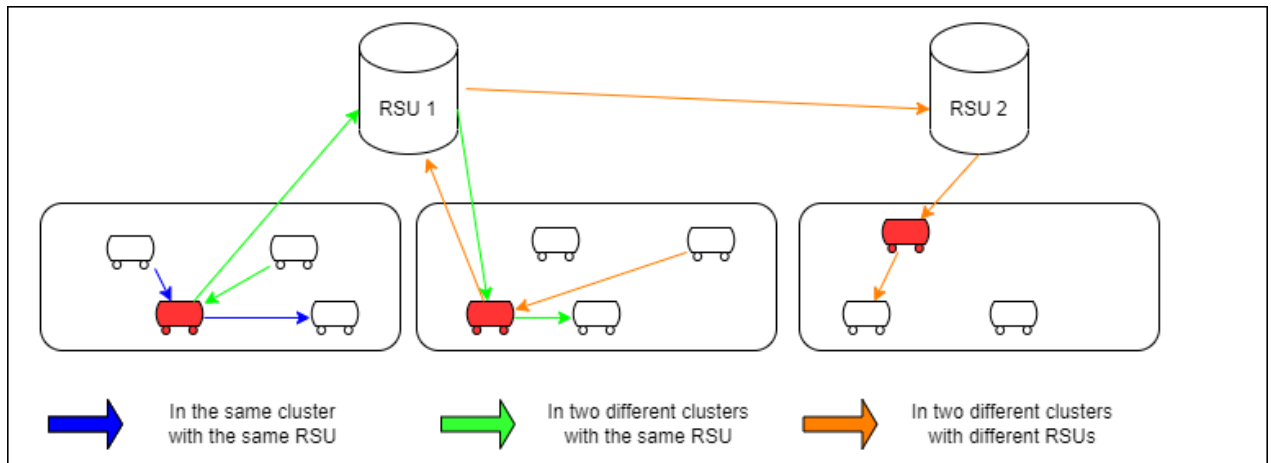 RSU 1
RSU 2
In the same cluster
with the same RSU
In two different clusters
with the same RSU
In two different clusters
with different RSUs